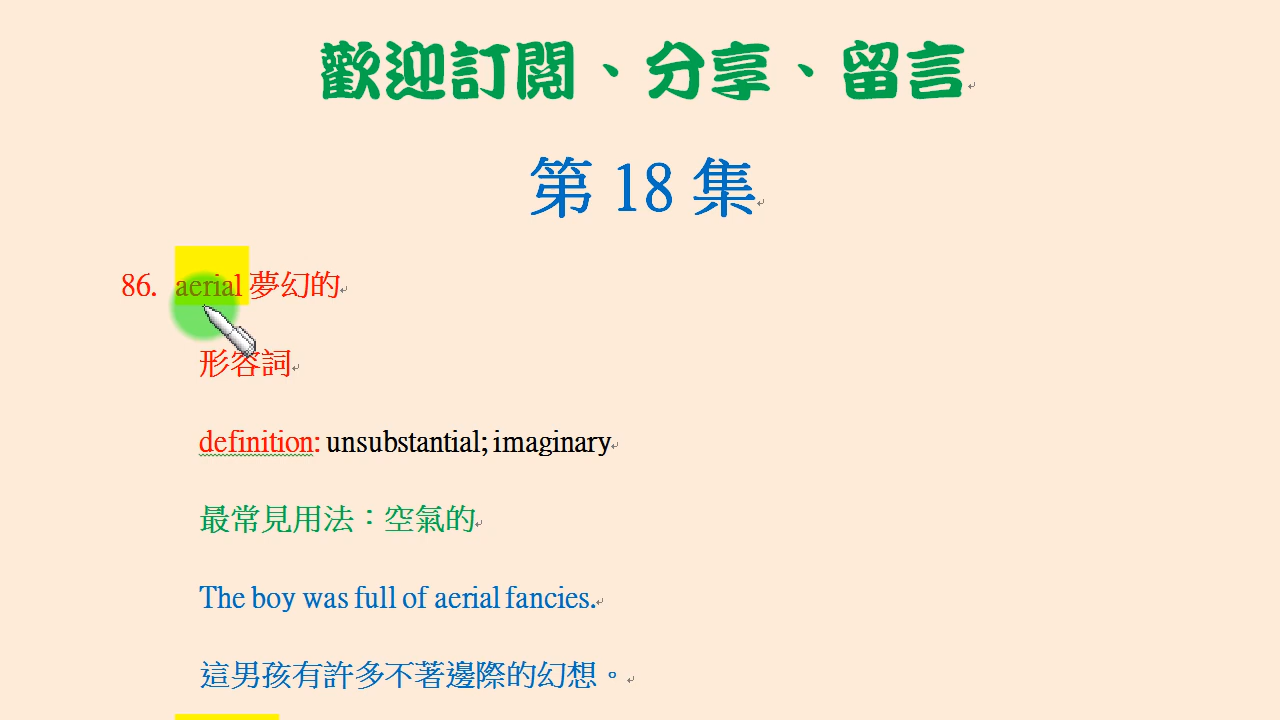 歡迎訂閱、分享、留言
第 18 集
86. aerial 夢幻的
形容詞
definition: unsubstantial; imaginary
最常見用法：空氣的
The boy was full of aerial fancies.
這男孩有許多不著邊際的幻想。